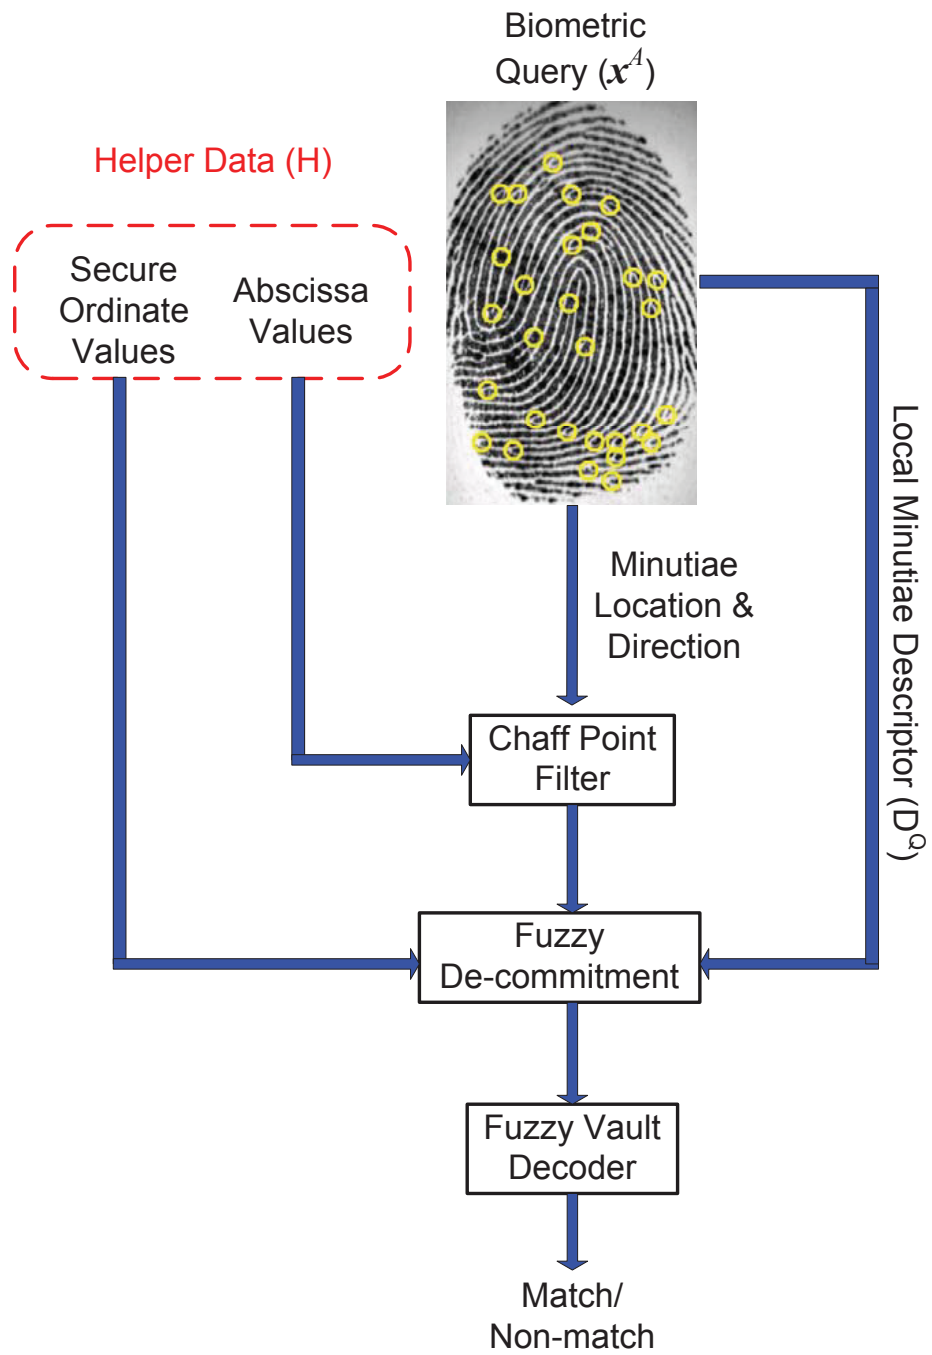 Biometric
Query (x^A)
Helper Data (H)
Secure
Ordinate
Values
Abscissa
Values
Minutiae
Location &
Direction
Local Minutiae Descriptor (D^Q)
Chaff Point
Filter
Fuzzy
De-commitment
Fuzzy Vault
Decoder
Match/
Non-match